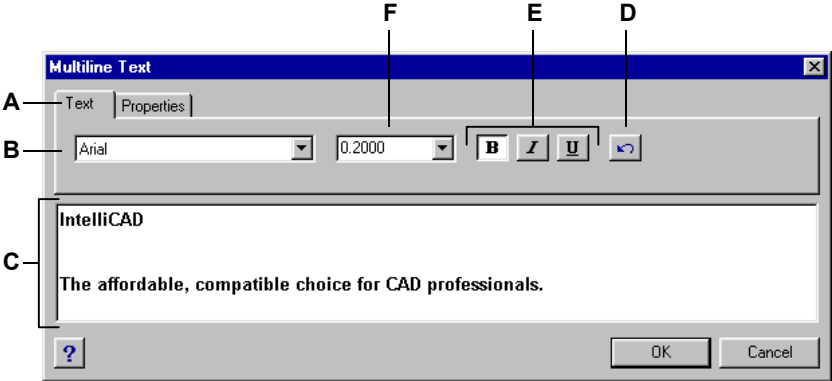 F E D
Multiline Text
A Text Properties
B Arial 0.2000 B I U
C
IntelliCAD
The affordable, compatible choice for CAD professionals.
? OK Cancel